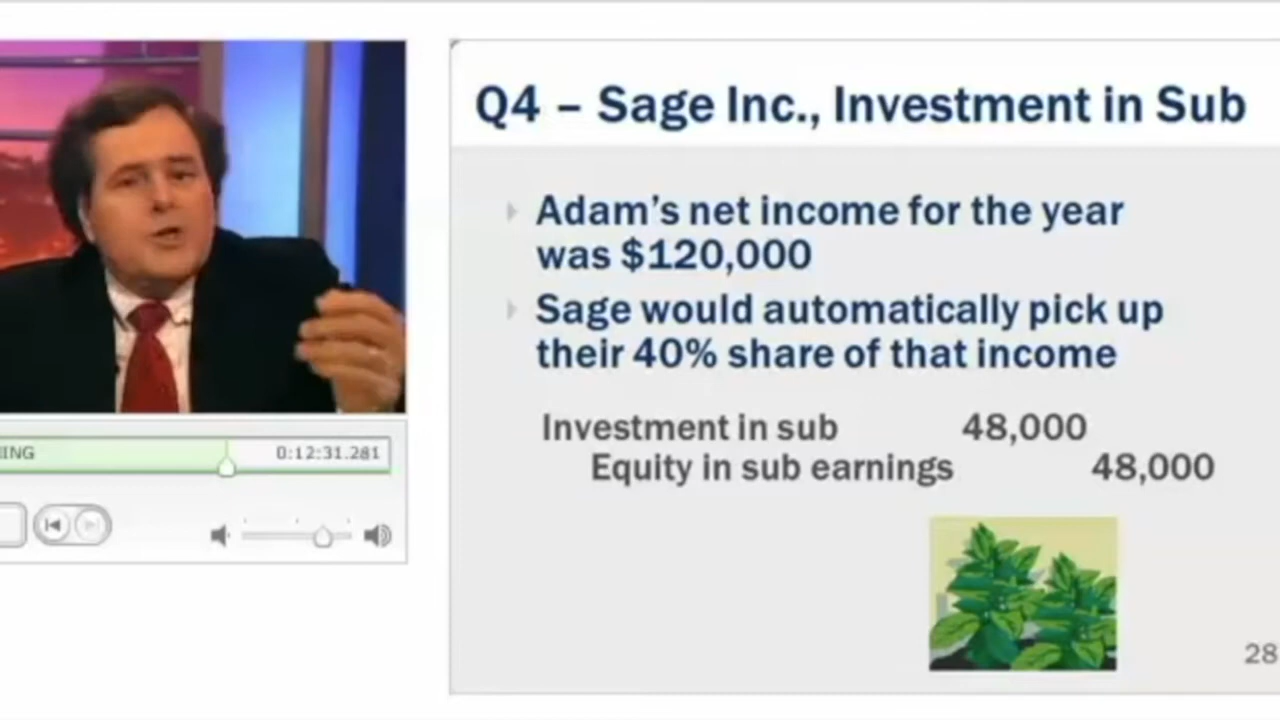 Q4 – Sage Inc., Investment in Sub
Adam's net income for the year
was $120,000
Sage would automatically pick up
their 40% share of that income
Investment in sub 48,000
Equity in sub earnings 48,000
28
0:12:31.281